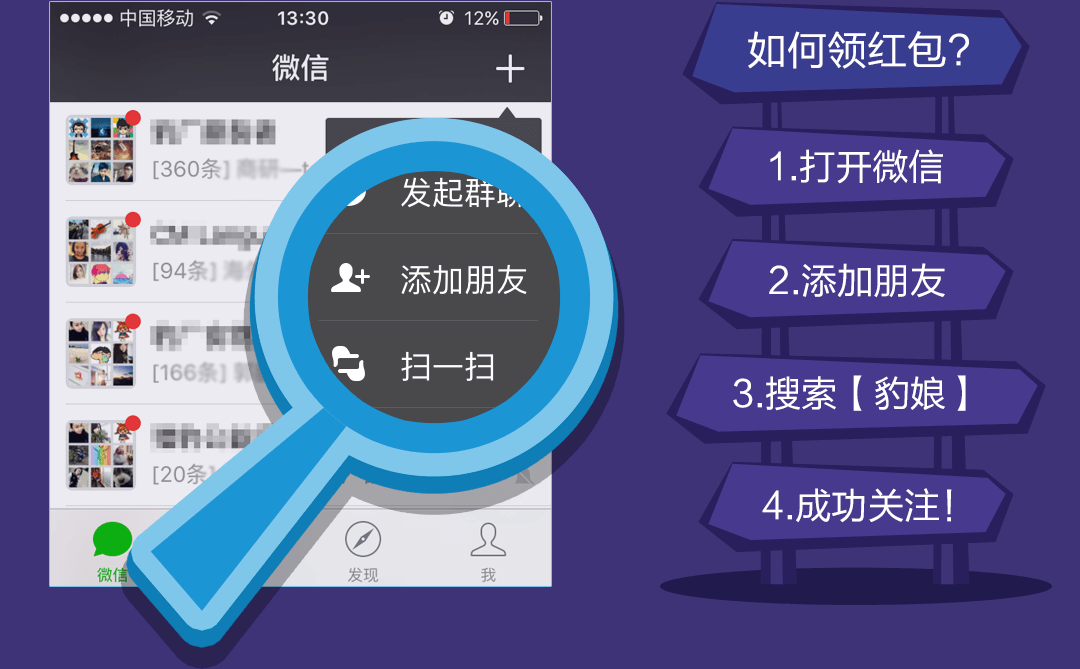 中国移动 13:30 12%
微信
[360条] 商研一
[94条]
[166条]
[20条]
发起群聊
添加朋友
扫一扫
微信
发现
我
如何领红包?
1.打开微信
2.添加朋友
3.搜索【豹娘】
4.成功关注!